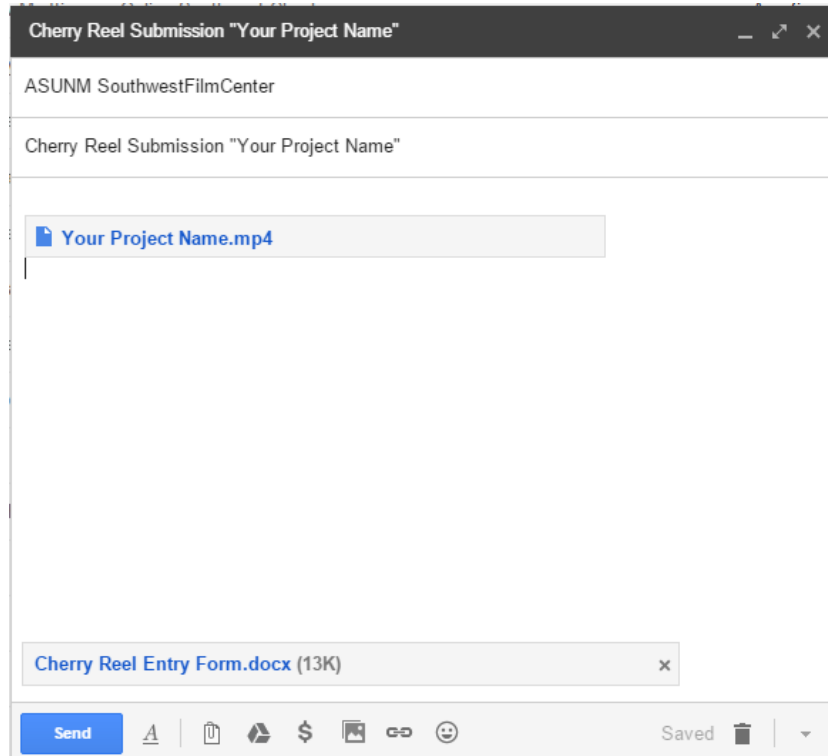 Cherry Reel Submission "Your Project Name"
ASUNM SouthwestFilmCenter
Cherry Reel Submission "Your Project Name"
Your Project Name.mp4
Cherry Reel Entry Form.docx (13K)
Send A $ Saved